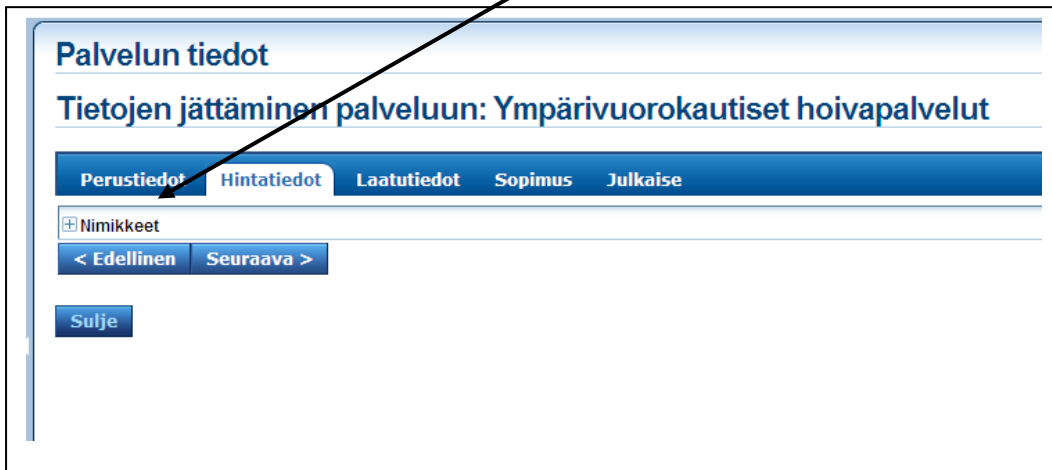 Palvelun tiedot
Tietojen jättäminen palveluun: Ympärivuorokautiset hoivapalvelut
Perustiedot Hintatiedot Laatutiedot Sopimus Julkaise
Nimikkeet
< Edellinen Seuraava >
Sulje